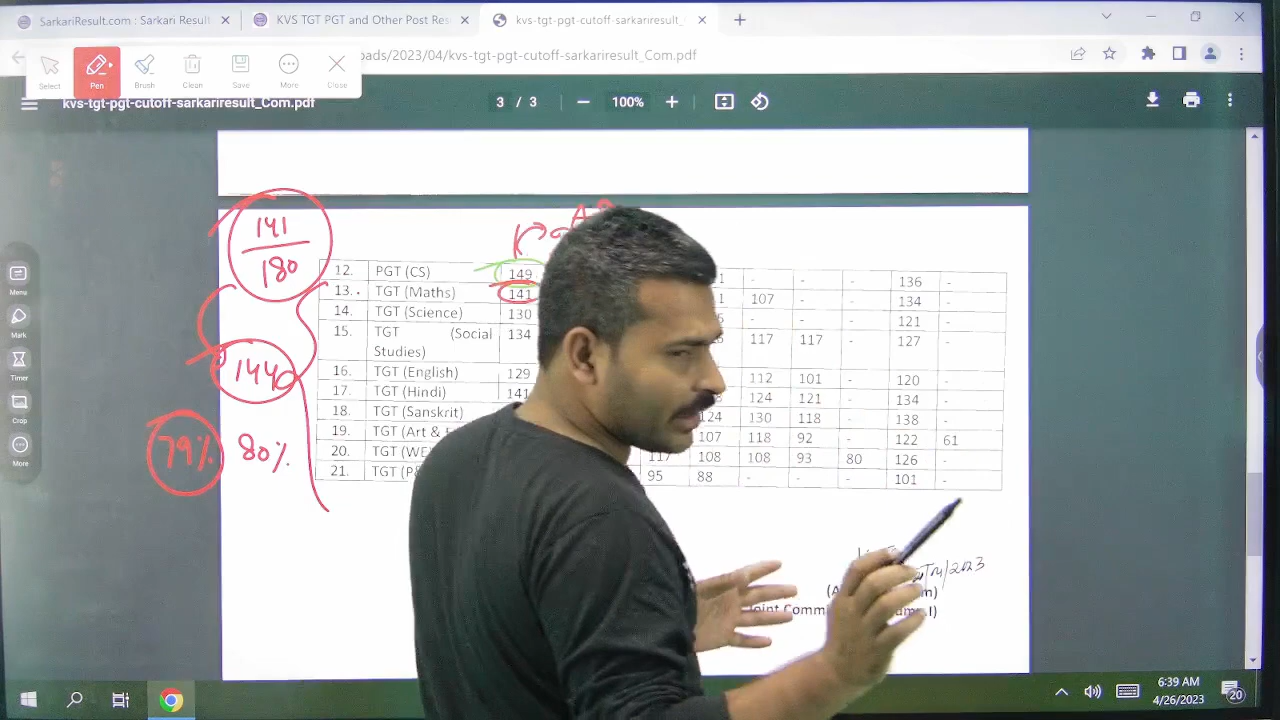 SarkariResult.com : Sarkari Result
KVS TGT PGT and Other Post Res
kvs-tgt-pgt-cutoff-sarkariresult_
oads/2023/04/kvs-tgt-pgt-cutoff-sarkariresult_Com.pdf
Select Pen Brush Clean Save More Close
kvs-tgt-pgt-cutoff-sarkariresult_Com.pdf
3 / 3
100%
141
180
144
79% 80%
12. PGT (CS) 149 136 -
13. TGT (Maths) 141 107 - - 134 -
14. TGT (Science) 130 - - - 121 -
15. TGT (Social 134 117 117 - 127 -
Studies)
16. TGT (English) 129 112 101 - 120 -
17. TGT (Hindi) 141 124 121 - 134 -
18. TGT (Sanskrit) 124 130 118 - 138 -
19. TGT (Art & 107 118 92 - 122 61
20. TGT (WE 117 108 108 93 80 126 -
21. TGT (P& 95 88 - - - 101 -
/2023
Joint Comm
Menu
Mark
Timer
Crop
More
6:39 AM
4/26/2023
20